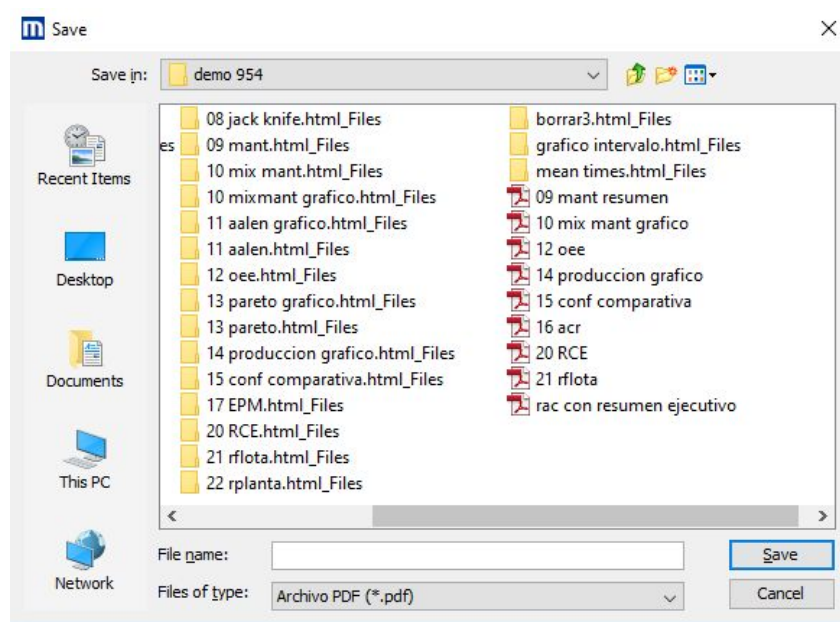 Save
Save in:
demo 954
Recent Items
Desktop
Documents
This PC
Network
es
08 jack knife.html_Files
09 mant.html_Files
10 mix mant.html_Files
10 mixmant grafico.html_Files
11 aalen grafico.html_Files
11 aalen.html_Files
12 oee.html_Files
13 pareto grafico.html_Files
13 pareto.html_Files
14 produccion grafico.html_Files
15 conf comparativa.html_Files
17 EPM.html_Files
20 RCE.html_Files
21 rflota.html_Files
22 rplanta.html_Files
borrar3.html_Files
grafico intervalo.html_Files
mean times.html_Files
09 mant resumen
10 mix mant grafico
12 oee
14 produccion grafico
15 conf comparativa
16 acr
20 RCE
21 rflota
rac con resumen ejecutivo
File name:
Save
Files of type:
Archivo PDF (*.pdf)
Cancel